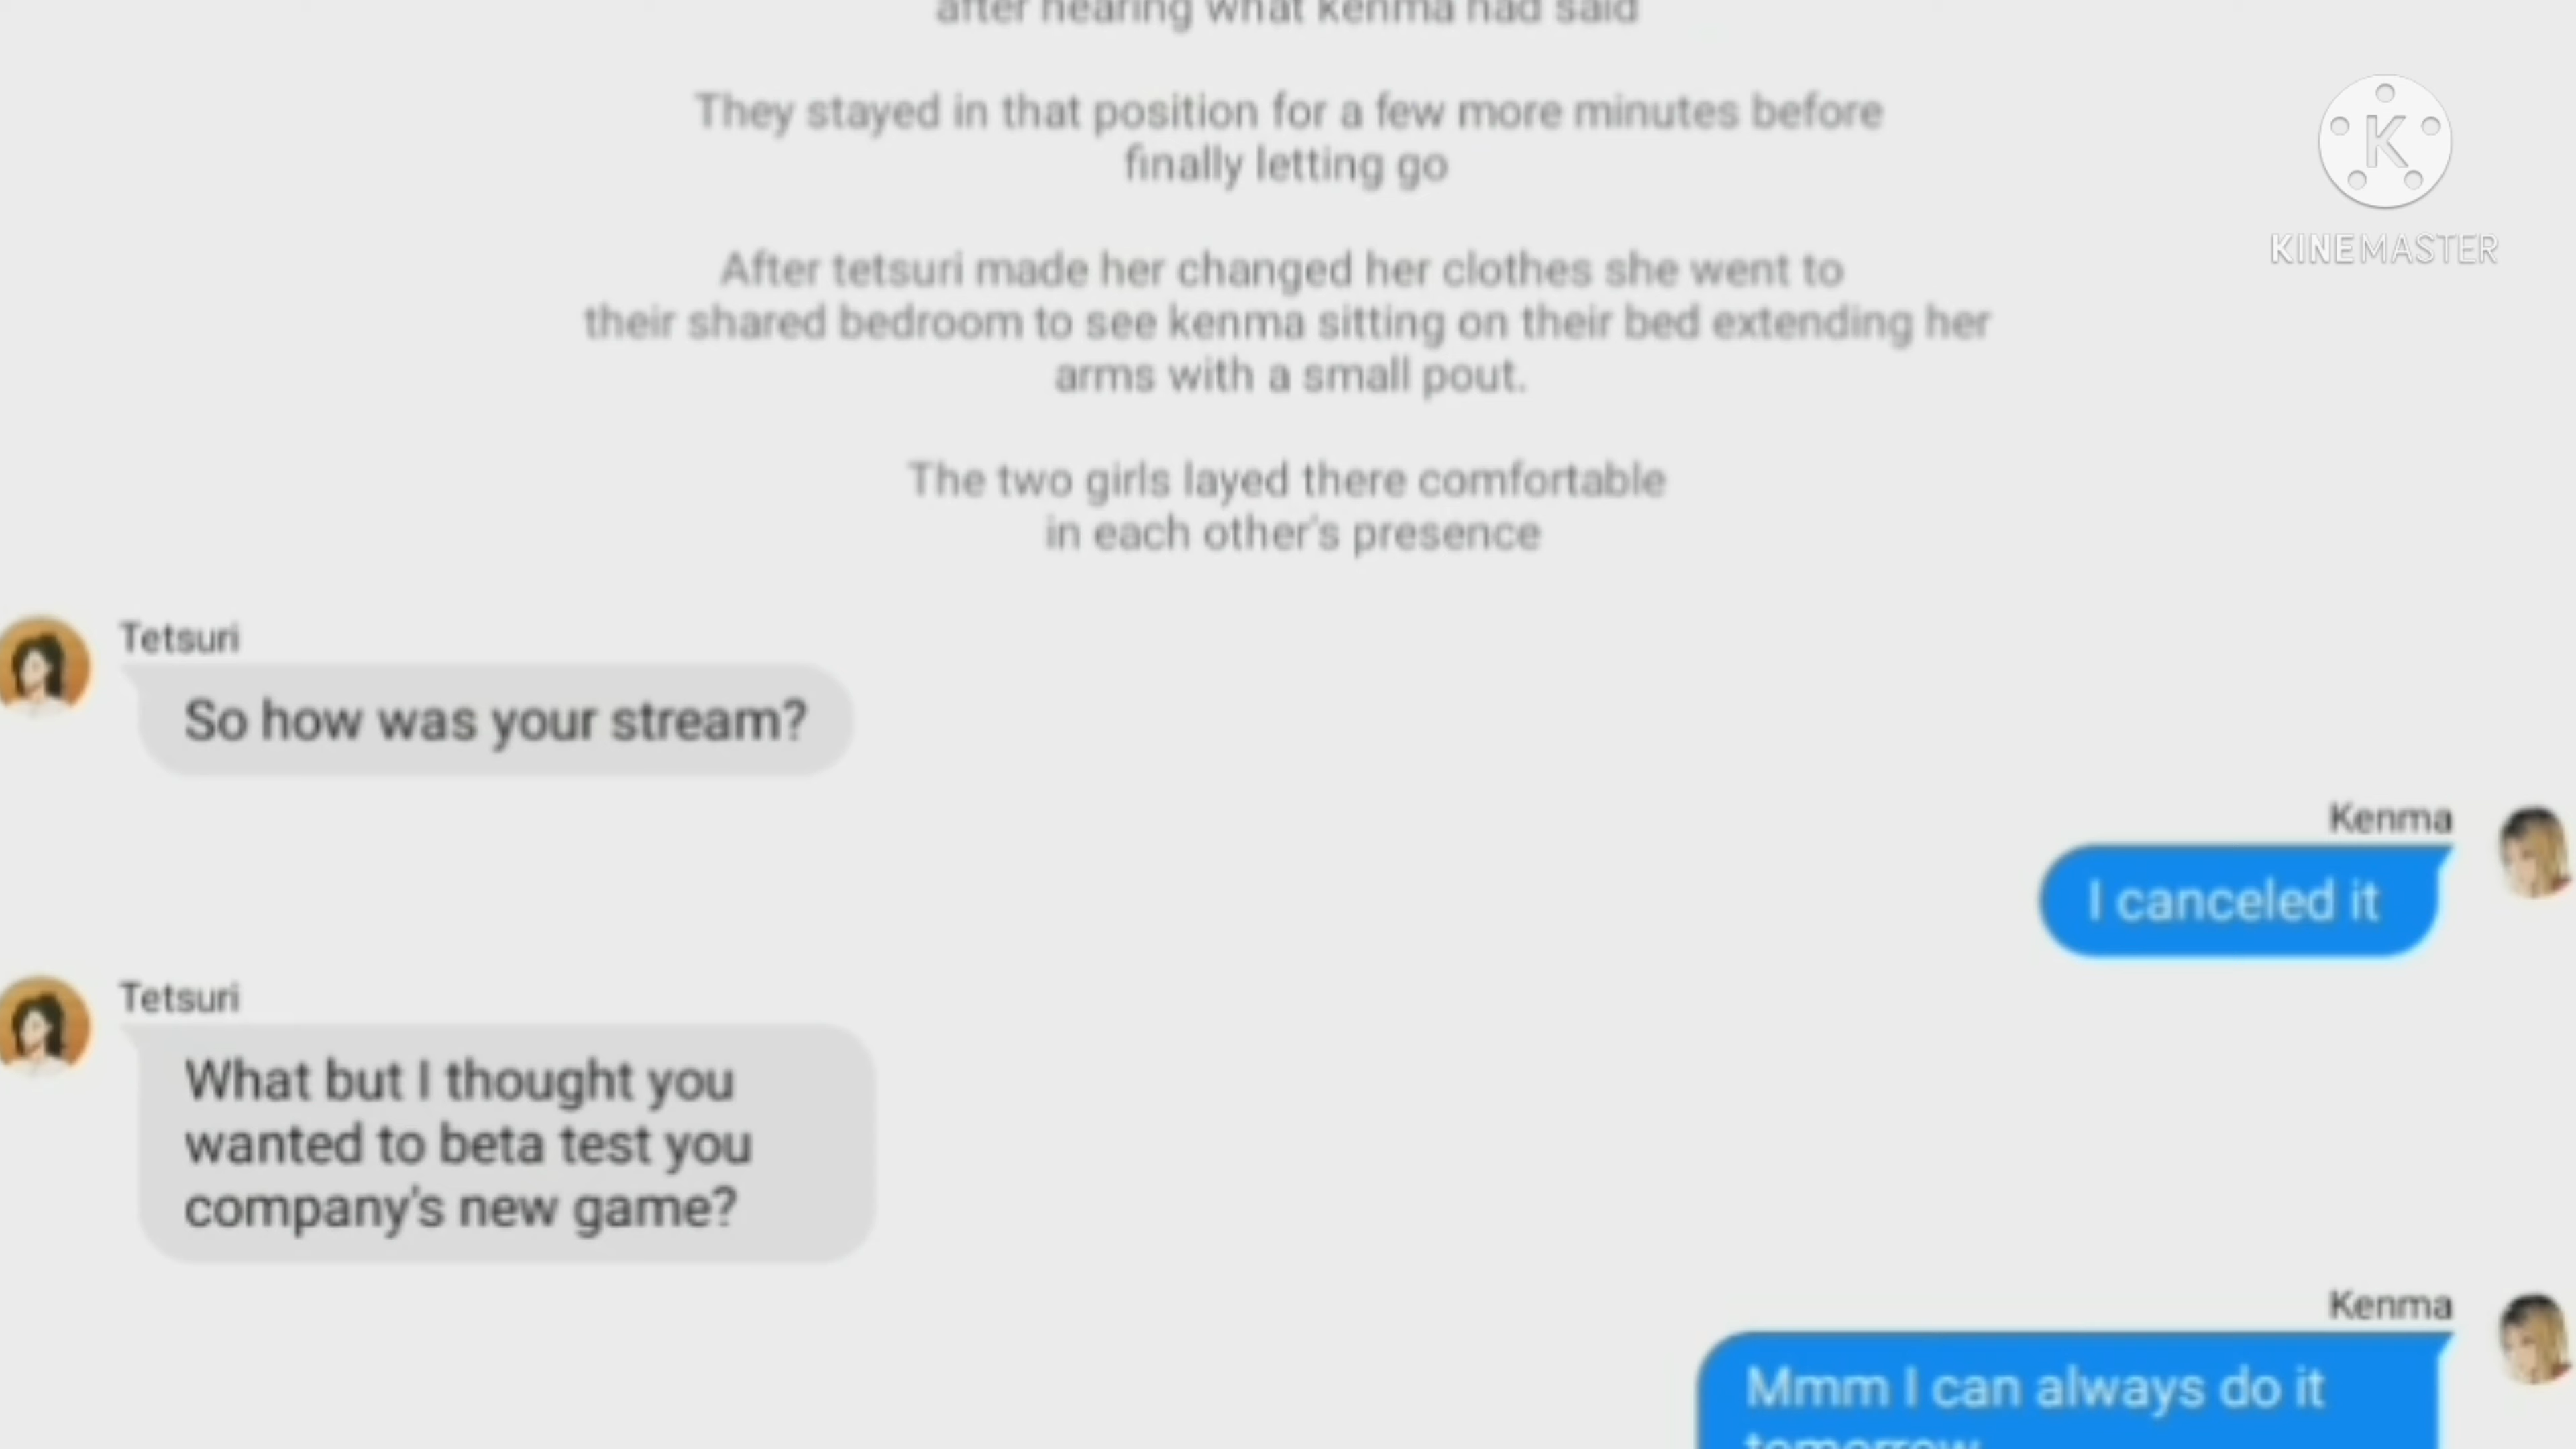 after hearing what kenma had said
They stayed in that position for a few more minutes before
finally letting go
After tetsuri made her changed her clothes she went to
their shared bedroom to see kenma sitting on their bed extending her
arms with a small pout.
The two girls layed there comfortable
in each other's presence
K
KINEMASTER
Tetsuri
So how was your stream?
Kenma
I canceled it
Tetsuri
What but I thought you
wanted to beta test you
company's new game?
Kenma
Mmm I can always do it
tomorrow